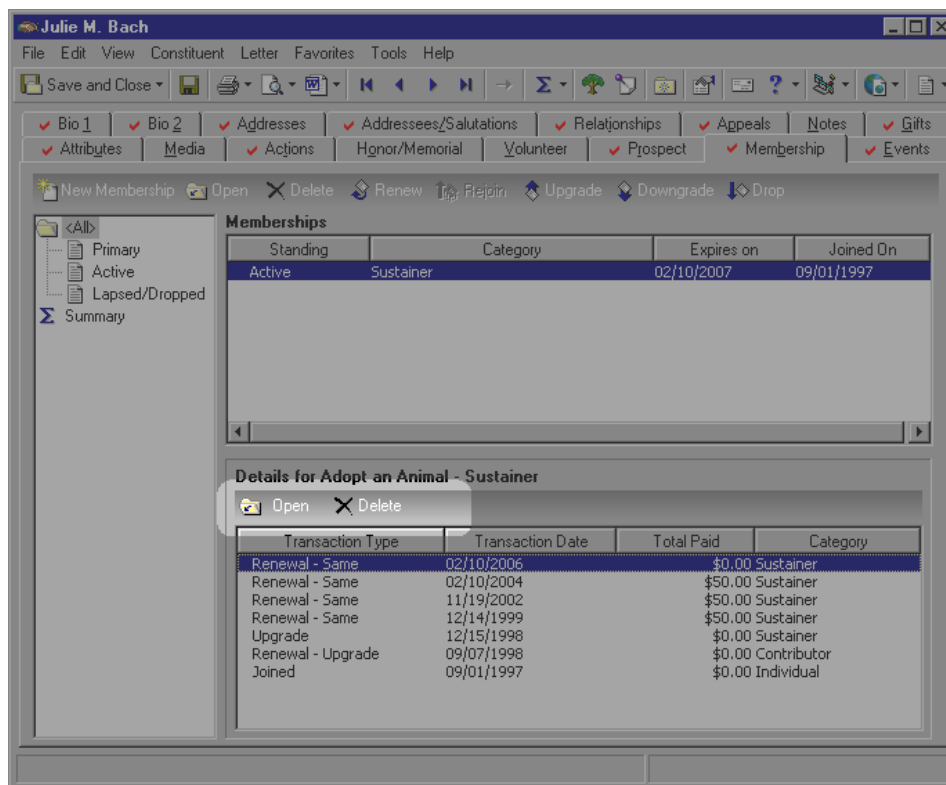 Julie M. Bach
File Edit View Constituent Letter Favorites Tools Help
Save and Close
Bio 1 Bio 2 Addresses Addressees/Salutations Relationships Appeals Notes Gifts
Attributes Media Actions Honor/Memorial Volunteer Prospect Membership Events
New Membership Open Delete Renew Rejoin Upgrade Downgrade Drop
<All>
Primary
Active
Lapsed/Dropped
Σ Summary
Memberships
Standing Category Expires on Joined On
Active Sustainer 02/10/2007 09/01/1997
Details for Adopt an Animal - Sustainer
Open Delete
Transaction Type Transaction Date Total Paid Category
Renewal - Same 02/10/2006 $0.00 Sustainer
Renewal - Same 02/10/2004 $50.00 Sustainer
Renewal - Same 11/19/2002 $50.00 Sustainer
Renewal - Same 12/14/1999 $50.00 Sustainer
Upgrade 12/15/1998 $0.00 Sustainer
Renewal - Upgrade 09/07/1998 $0.00 Contributor
Joined 09/01/1997 $0.00 Individual